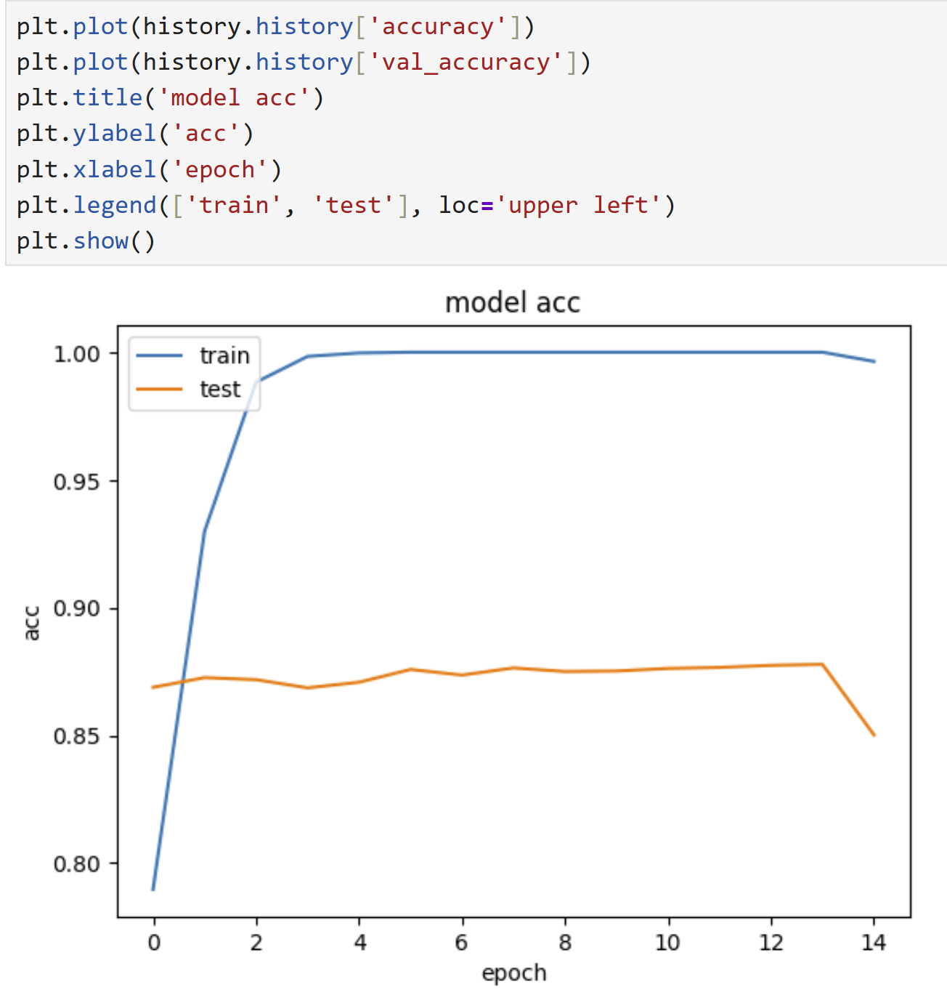 plt.plot(history.history['accuracy'])
plt.plot(history.history['val_accuracy'])
plt.title('model acc')
plt.ylabel('acc')
plt.xlabel('epoch')
plt.legend(['train', 'test'], loc='upper left')
plt.show()
model acc
train
test
1.00
0.95
0.90
0.85
0.80
acc
0 2 4 6 8 10 12 14
epoch